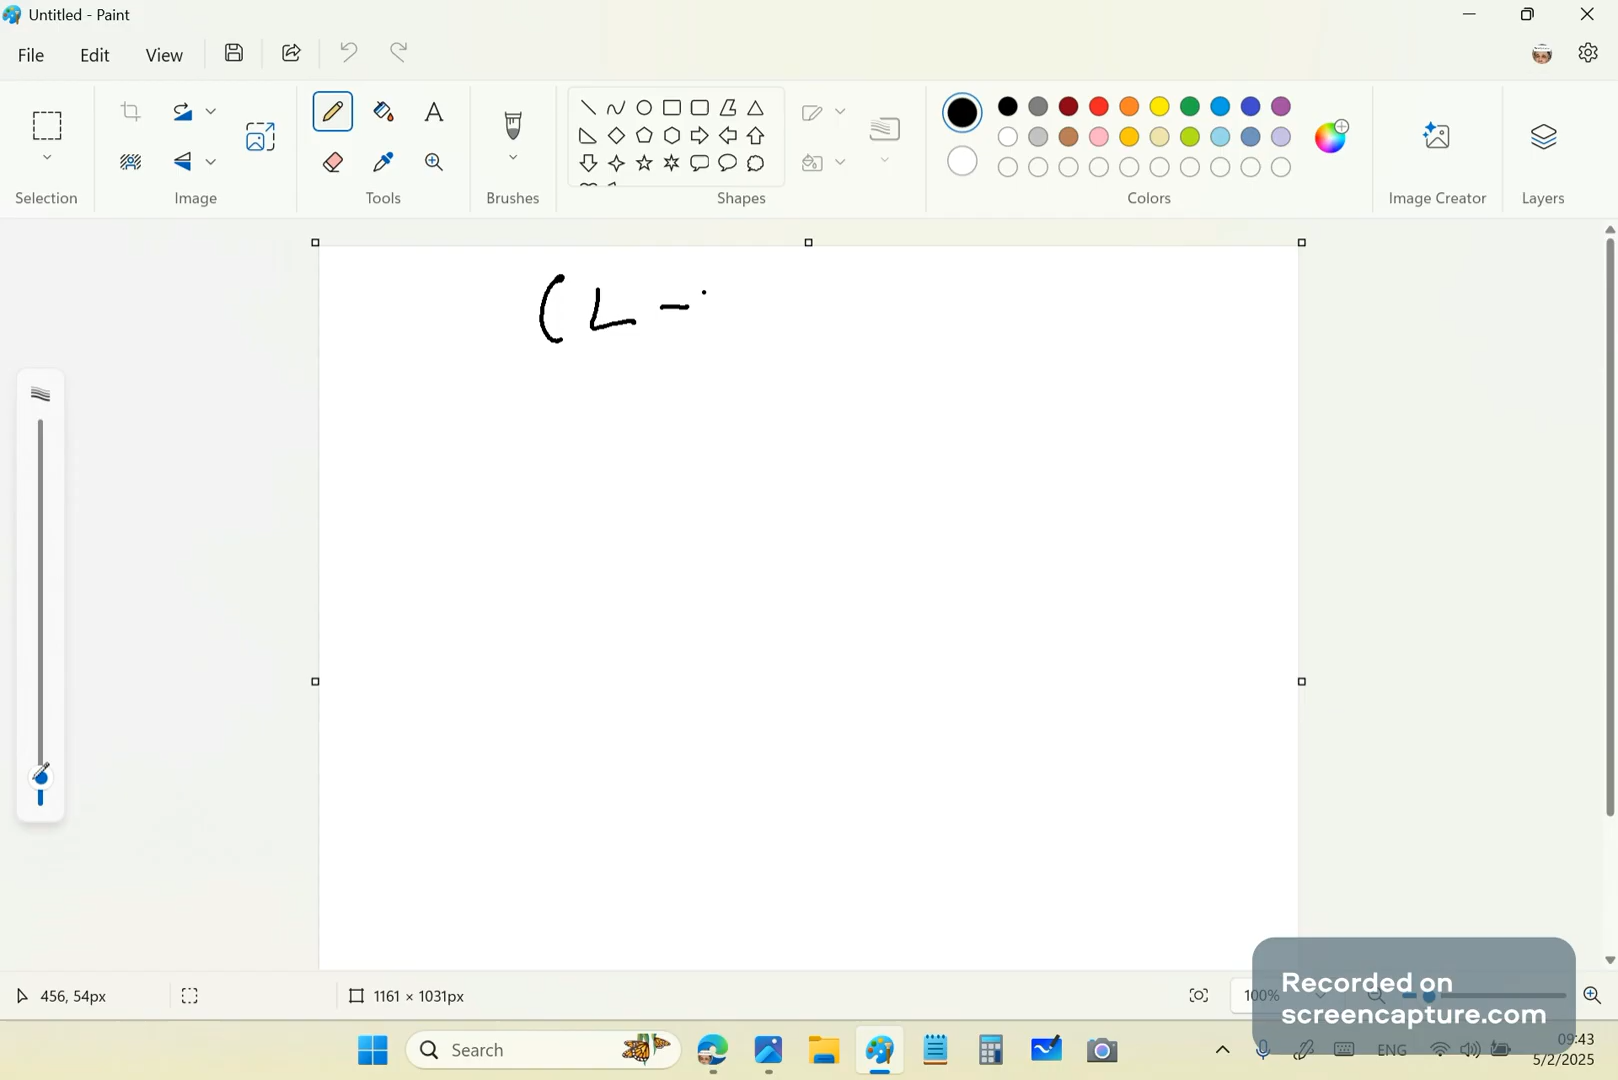 Untitled - Paint
File Edit View
Selection Image Tools Brushes Shapes Colors Image Creator Layers
( L -
456, 54px 1161 × 1031px 100%
Recorded on
screencapture.com
Search ENG 09:43
5/2/2025